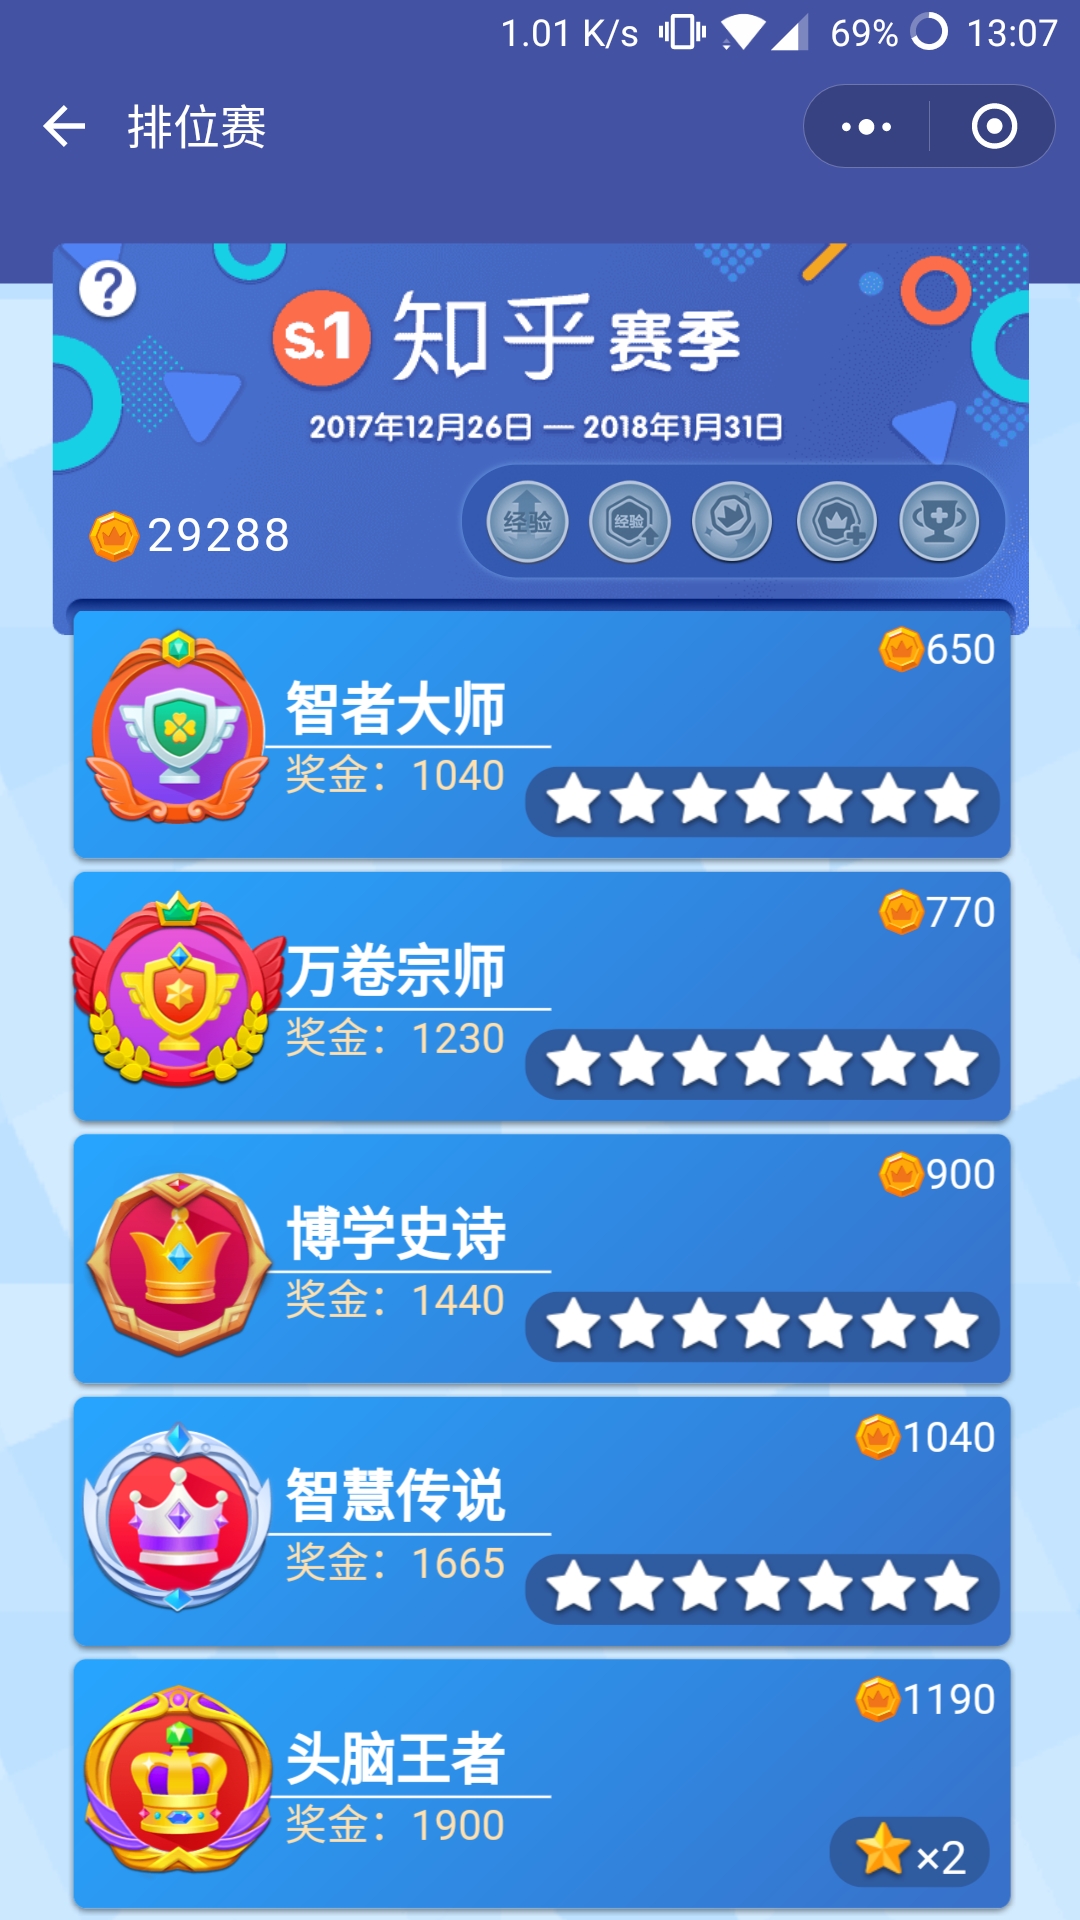 1.01 K/s 69% 13:07
排位赛
?
s.1 知乎赛季
2017年12月26日 — 2018年1月31日
29288 经验 经验
650
智者大师
奖金：1040
770
万卷宗师
奖金：1230
900
博学史诗
奖金：1440
1040
智慧传说
奖金：1665
1190
头脑王者
奖金：1900
×2